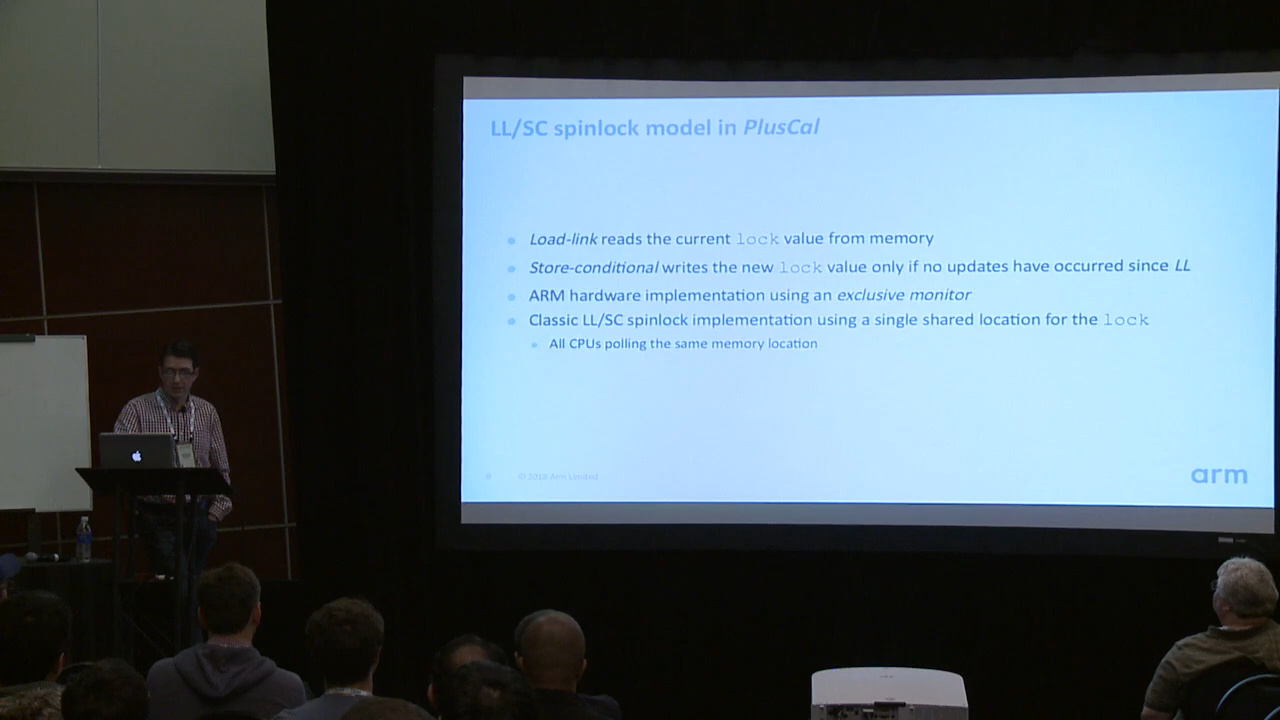 LL/SC spinlock model in PlusCal
Load-link reads the current lock value from memory
Store-conditional writes the new lock value only if no updates have occurred since LL
ARM hardware implementation using an exclusive monitor
Classic LL/SC spinlock implementation using a single shared location for the lock
All CPUs polling the same memory location
© 2018 Arm Limited
arm